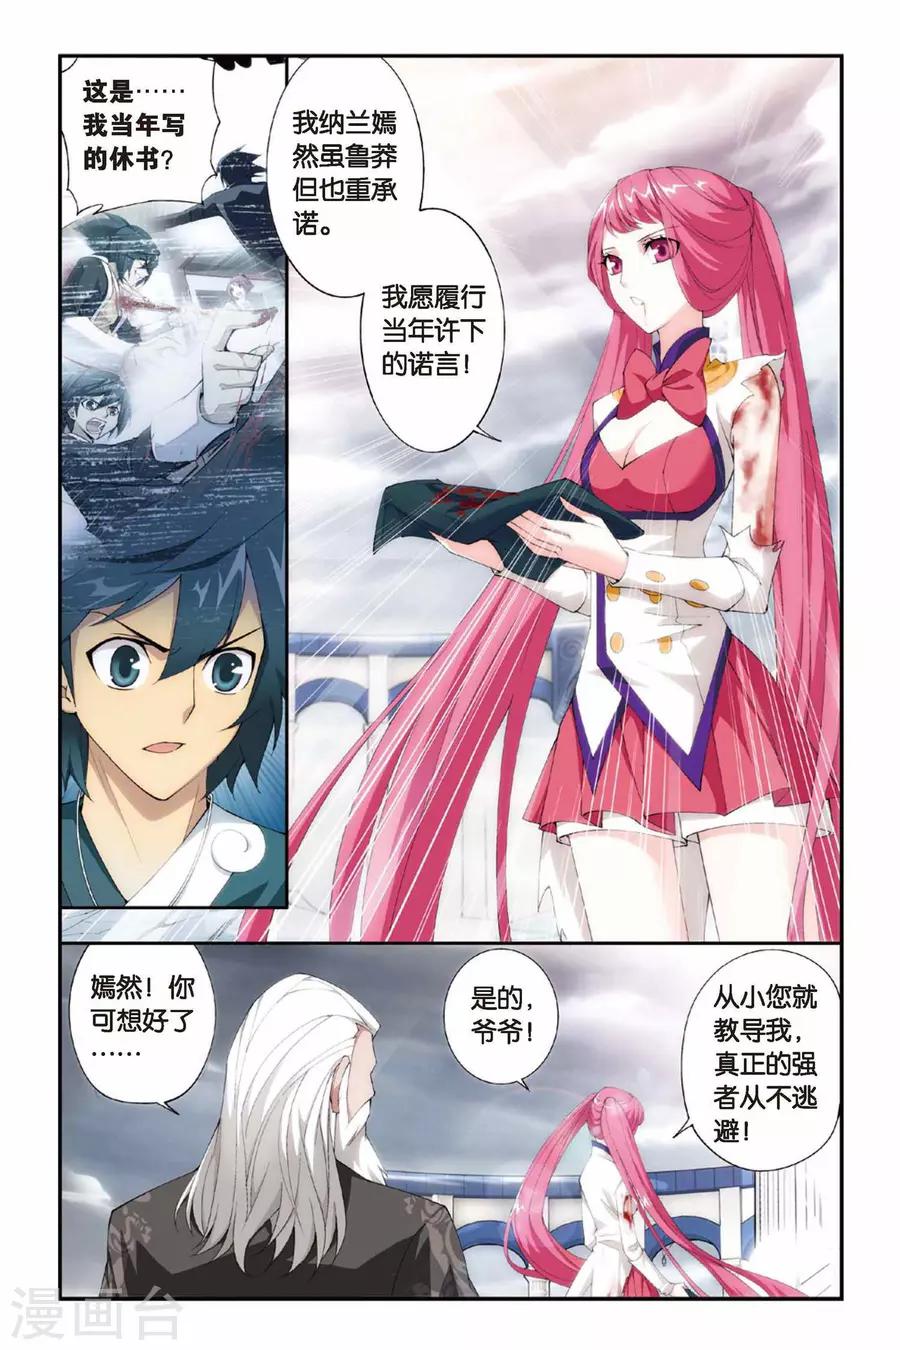 这是……
我当年写
的休书？
我纳兰嫣
然虽鲁莽
但也重承
诺。
我愿履行
当年许下
的诺言！
嫣然！你
可想好了
……
是的，
爷爷！
从小您就
教导我，
真正的强
者从不逃
避！
漫画台